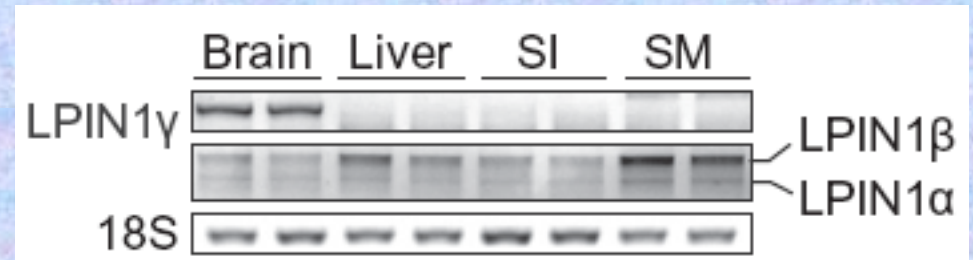 Brain Liver SI SM
LPIN1γ
LPIN1β
LPIN1α
18S